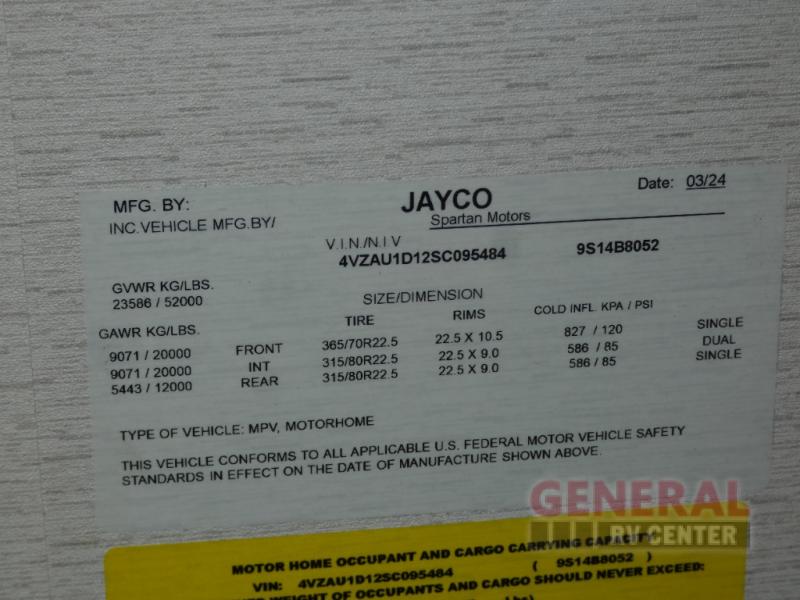 MFG. BY: JAYCO Date: 03/24
INC.VEHICLE MFG.BY/ Spartan Motors
V.I.N./N.I V
4VZAU1D12SC095484 9S14B8052
GVWR KG/LBS.
23586 / 52000
SIZE/DIMENSION
GAWR KG/LBS. TIRE RIMS COLD INFL. KPA / PSI
9071 / 20000 FRONT 365/70R22.5 22.5 X 10.5 827 / 120 SINGLE
9071 / 20000 INT 315/80R22.5 22.5 X 9.0 586 / 85 DUAL
5443 / 12000 REAR 315/80R22.5 22.5 X 9.0 586 / 85 SINGLE
TYPE OF VEHICLE: MPV, MOTORHOME
THIS VEHICLE CONFORMS TO ALL APPLICABLE U.S. FEDERAL MOTOR VEHICLE SAFETY
STANDARDS IN EFFECT ON THE DATE OF MANUFACTURE SHOWN ABOVE.
GENERAL
RV CENTER
MOTOR HOME OCCUPANT AND CARGO CARRYING CAPACITY
VIN: 4VZAU1D12SC095484 ( 9S14B8052 )
WEIGHT OF OCCUPANTS AND CARGO SHOULD NEVER EXCEED: